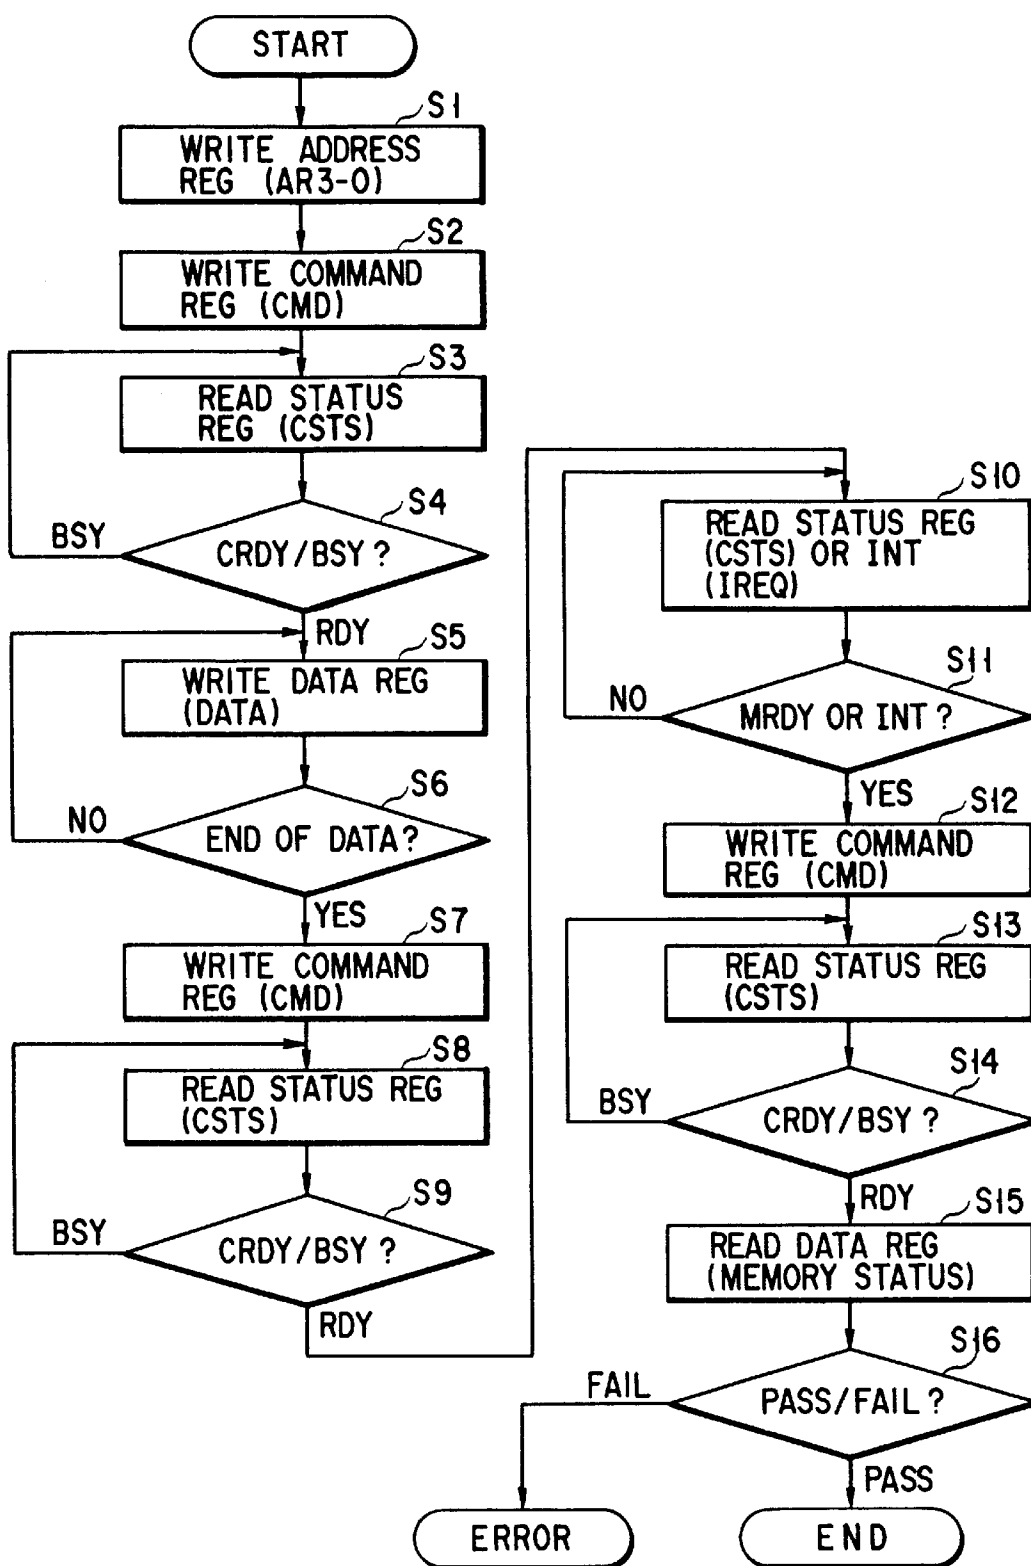 START
S1
WRITE ADDRESS
REG (AR3-0)
S2
WRITE COMMAND
REG (CMD)
S3
READ STATUS
REG (CSTS)
S4
BSY
CRDY/BSY ?
RDY
S5
WRITE DATA REG
(DATA)
S6
NO
END OF DATA?
YES
S7
WRITE COMMAND
REG (CMD)
S8
READ STATUS REG
(CSTS)
S9
BSY
CRDY/BSY ?
RDY
S10
READ STATUS REG
(CSTS) OR INT
(IREQ)
S11
NO
MRDY OR INT ?
YES
S12
WRITE COMMAND
REG (CMD)
S13
READ STATUS REG
(CSTS)
S14
BSY
CRDY/BSY ?
RDY
S15
READ DATA REG
(MEMORY STATUS)
S16
FAIL
PASS/FAIL ?
PASS
ERROR
END